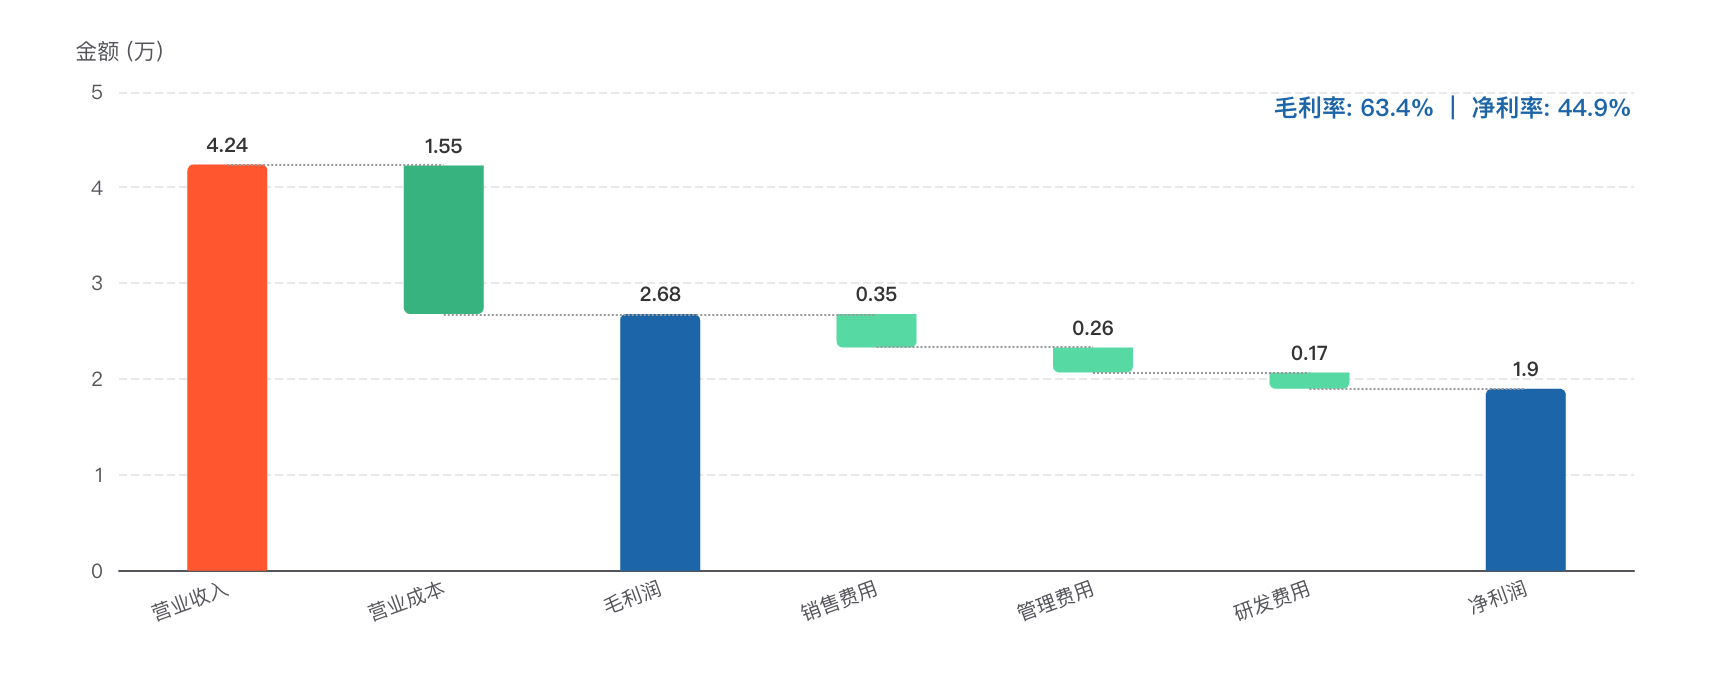 金额 (万)
5
毛利率: 63.4% | 净利率: 44.9%
4.24
1.55
4
3
2.68
0.35
0.26
0.17
2
1.9
1
0
营业收入
营业成本
毛利润
销售费用
管理费用
研发费用
净利润